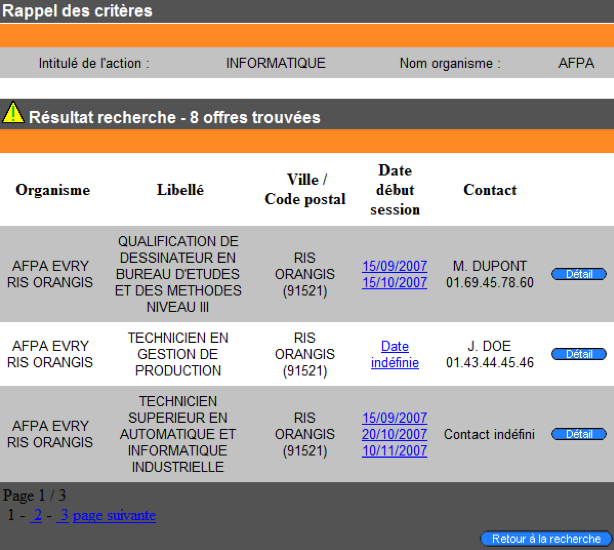 Rappel des critères
Intitulé de l'action : INFORMATIQUE Nom organisme : AFPA
Résultat recherche - 8 offres trouvées
Organisme Libellé Ville / Code postal Date début session Contact
AFPA EVRY RIS ORANGIS
QUALIFICATION DE
DESSINATEUR EN
BUREAU D'ETUDES
ET DES METHODES
NIVEAU III
RIS
ORANGIS
(91521)
15/09/2007
15/10/2007
M. DUPONT
01.69.45.78.60
Détail
AFPA EVRY
RIS ORANGIS
TECHNICIEN EN
GESTION DE
PRODUCTION
RIS
ORANGIS
(91521)
Date
indéfinie
J. DOE
01.43.44.45.46
Détail
AFPA EVRY
RIS ORANGIS
TECHNICIEN
SUPERIEUR EN
AUTOMATIQUE ET
INFORMATIQUE
INDUSTRIELLE
RIS
ORANGIS
(91521)
15/09/2007
20/10/2007
10/11/2007
Contact indéfini
Détail
Page 1 / 3
1 - 2 - 3 page suivante
Retour à la recherche